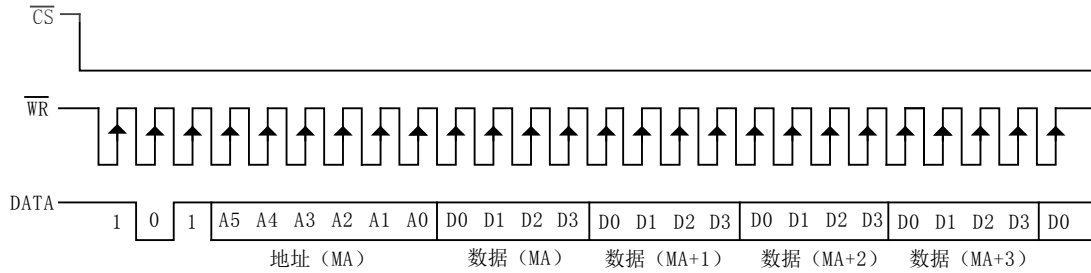 CS
WR
DATA 1 0 1 A5 A4 A3 A2 A1 A0 D0 D1 D2 D3 D0 D1 D2 D3 D0 D1 D2 D3 D0 D1 D2 D3 D0
地址（MA） 数据（MA） 数据（MA+1） 数据（MA+2） 数据（MA+3）